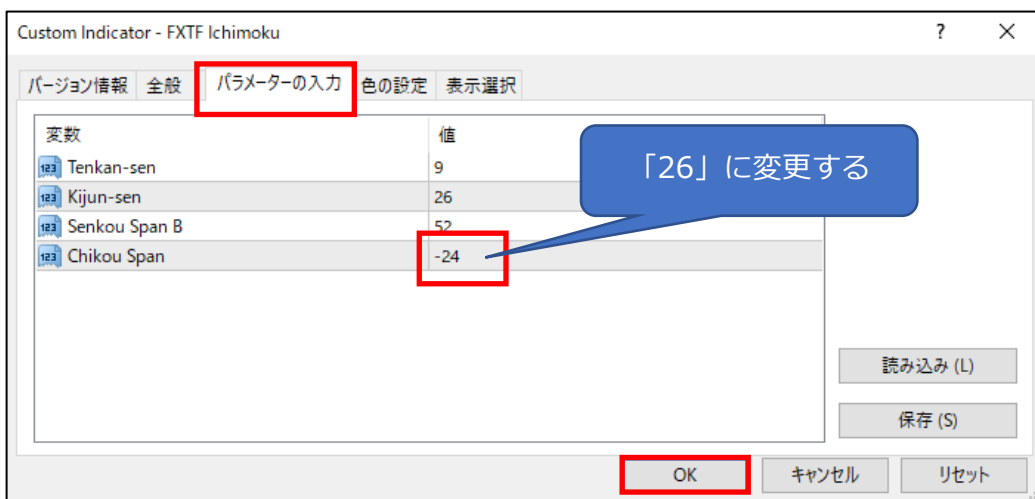 Custom Indicator - FXTF Ichimoku
バージョン情報 全般 パラメーターの入力 色の設定 表示選択
変数 値
Tenkan-sen 9
Kijun-sen 26
Senkou Span B 52
Chikou Span -24
「26」に変更する
読み込み (L)
保存 (S)
OK キャンセル リセット